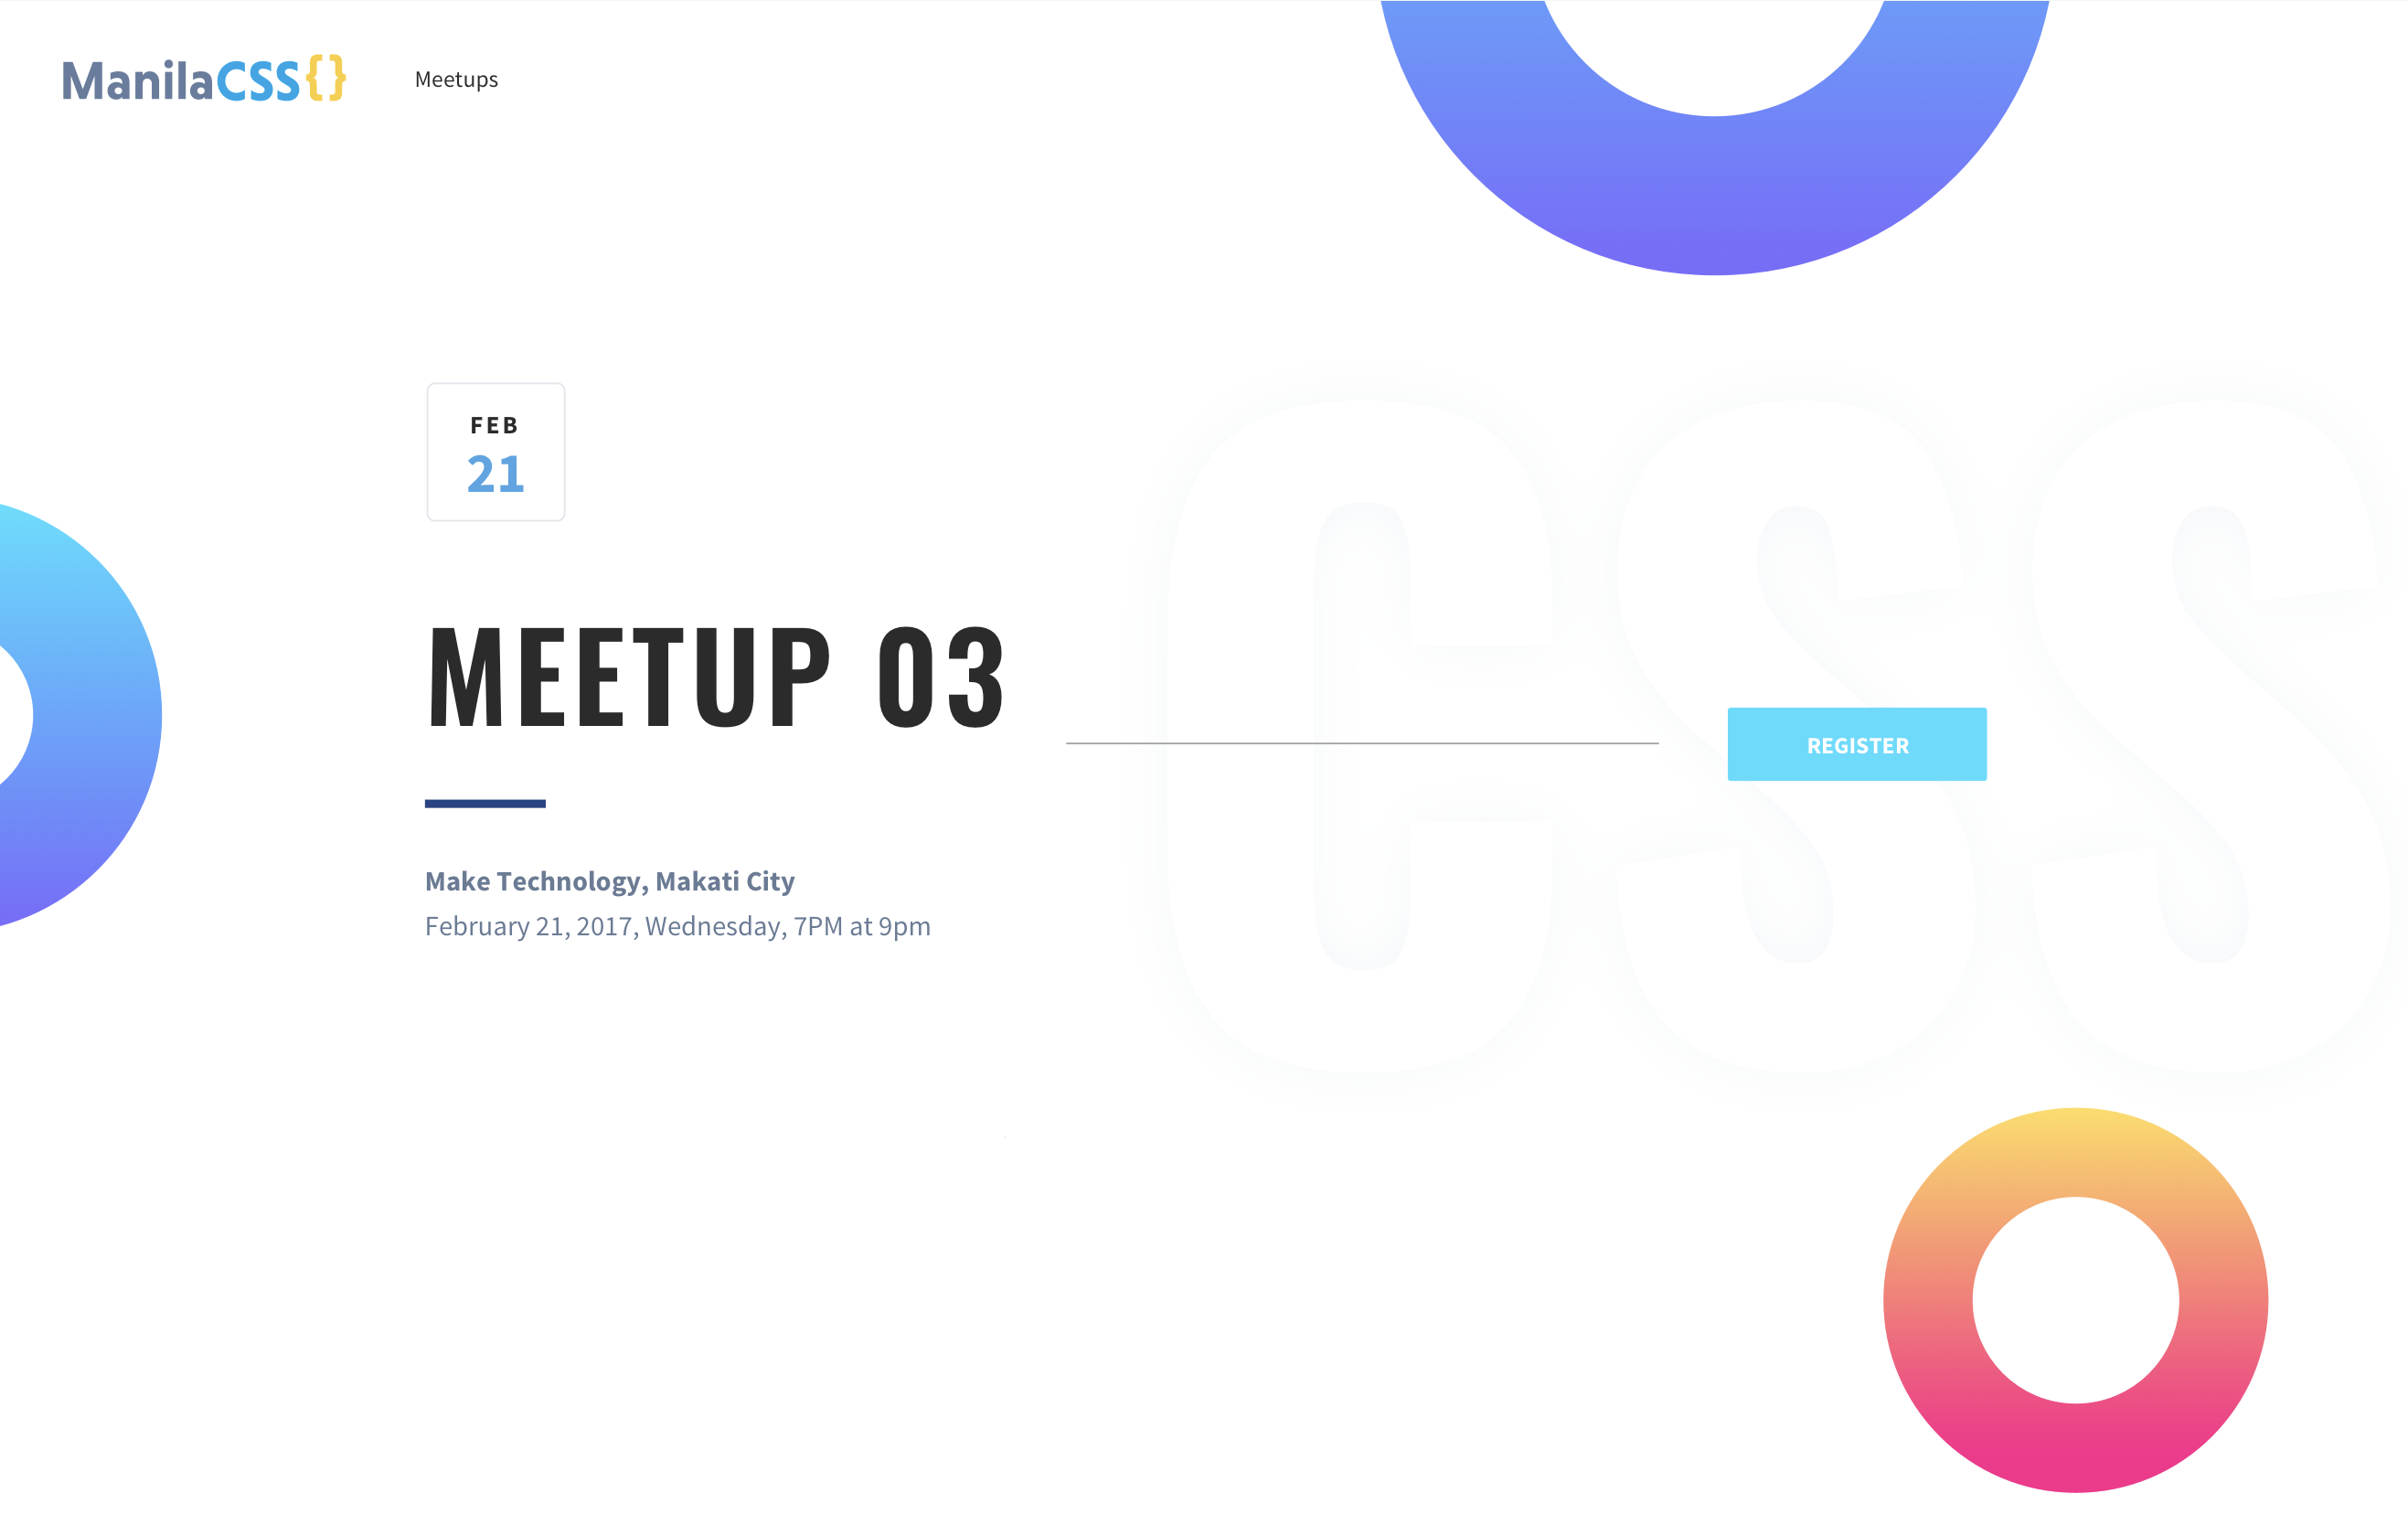 ManilaCSS{}
Meetups
FEB
21
CSS
MEETUP 03
REGISTER
Make Technology, Makati City
February 21, 2017, Wednesday, 7PM at 9pm